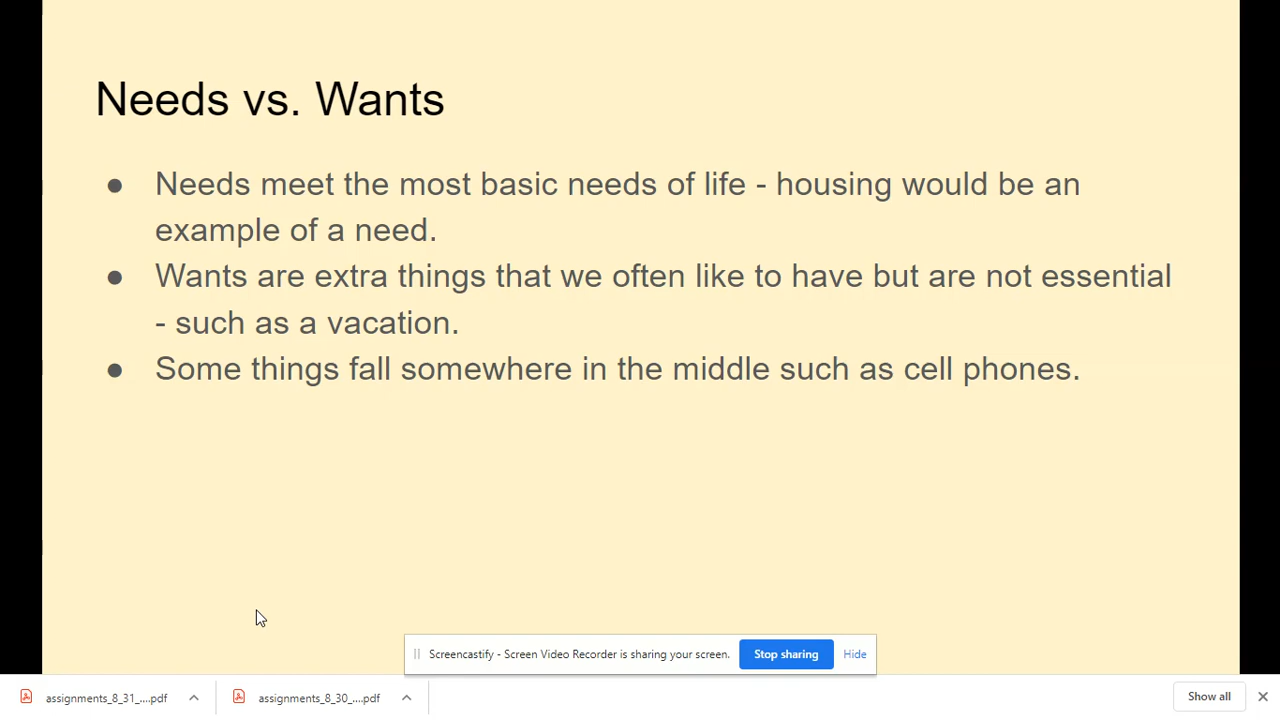 Needs vs. Wants
● Needs meet the most basic needs of life - housing would be an
example of a need.
● Wants are extra things that we often like to have but are not essential
- such as a vacation.
● Some things fall somewhere in the middle such as cell phones.
Screencastify - Screen Video Recorder is sharing your screen. Stop sharing Hide
assignments_8_31_....pdf assignments_8_30_....pdf Show all